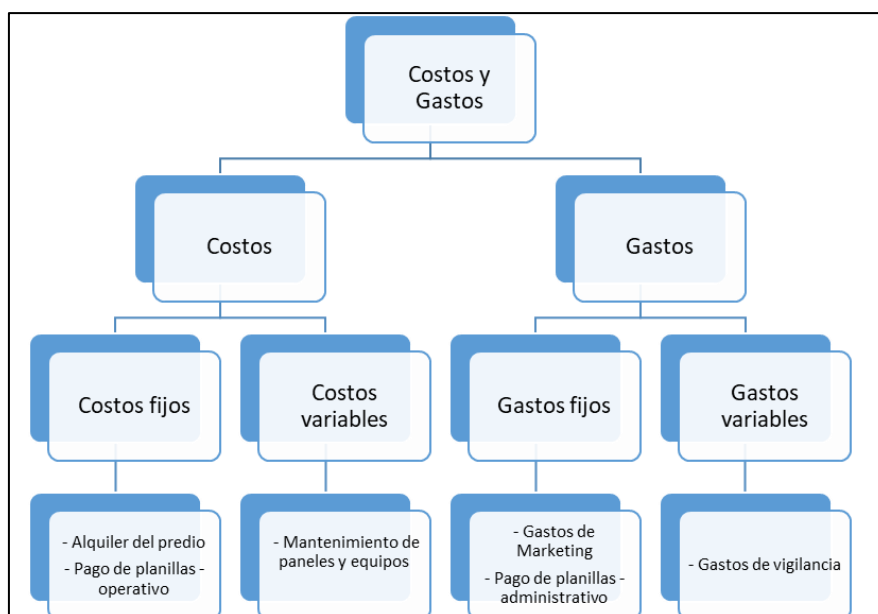 Costos y
Gastos
Costos
Gastos
Costos fijos
Costos
variables
Gastos fijos
Gastos
variables
- Alquiler del predio
- Pago de planillas -
operativo
- Mantenimiento de
paneles y equipos
- Gastos de
Marketing
- Pago de planillas -
administrativo
- Gastos de vigilancia